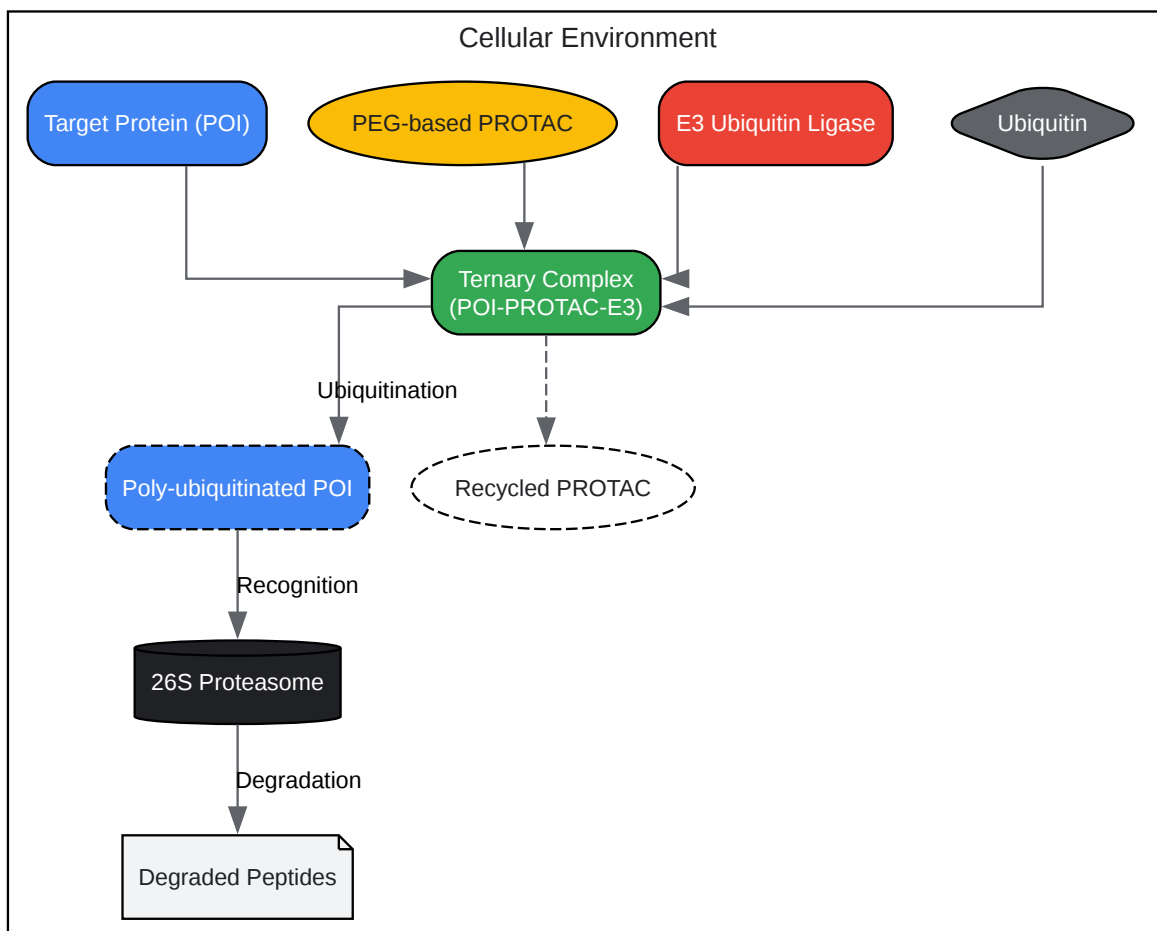 Cellular Environment
Target Protein (POI)
PEG-based PROTAC
E3 Ubiquitin Ligase
Ubiquitin
Ternary Complex
(POI-PROTAC-E3)
Ubiquitination
Poly-ubiquitinated POI
Recycled PROTAC
Recognition
26S Proteasome
Degradation
Degraded Peptides